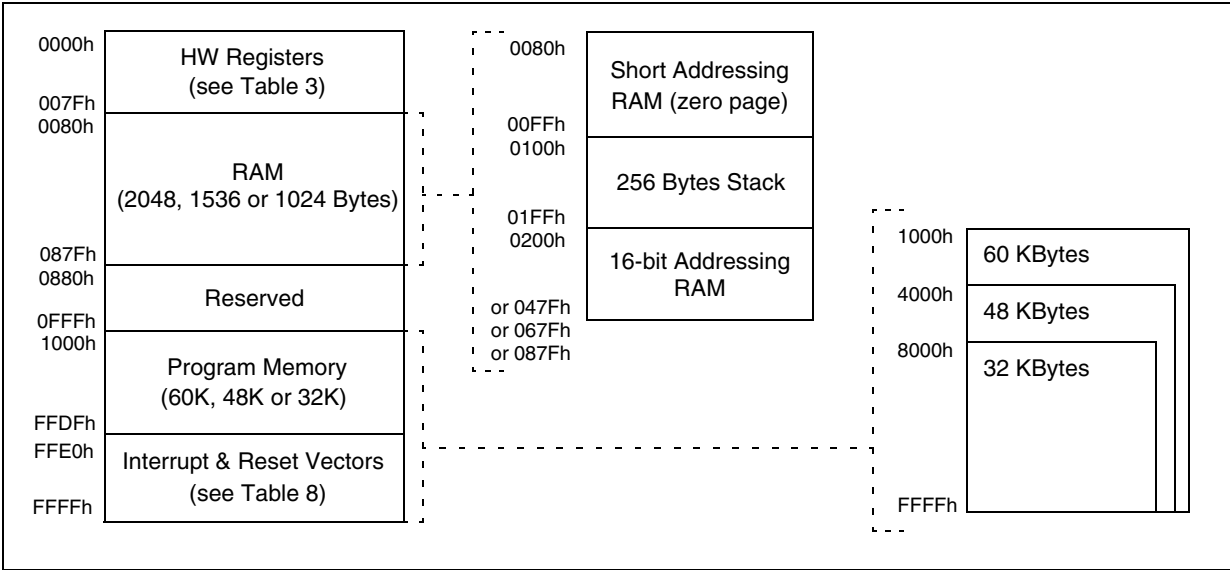 0000h
HW Registers
(see Table 3)
007Fh
0080h
RAM
(2048, 1536 or 1024 Bytes)
087Fh
0880h
Reserved
0FFFh
1000h
Program Memory
(60K, 48K or 32K)
FFDFh
FFE0h
Interrupt & Reset Vectors
(see Table 8)
FFFFh
0080h
Short Addressing
RAM (zero page)
00FFh
0100h
256 Bytes Stack
01FFh
0200h
16-bit Addressing
RAM
or 047Fh
or 067Fh
or 087Fh
1000h
60 KBytes
4000h
48 KBytes
8000h
32 KBytes
FFFFh